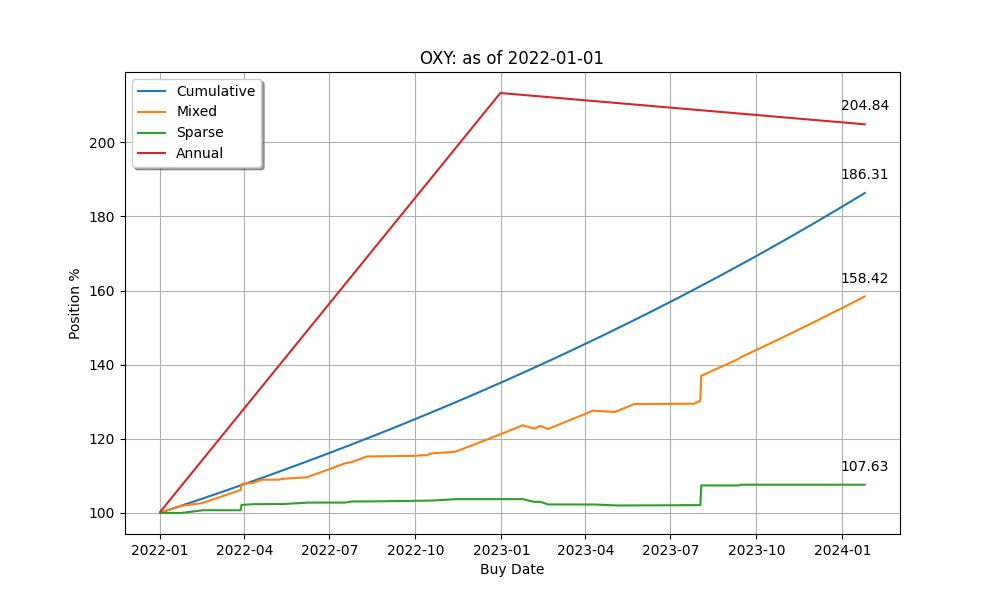 OXY: as of 2022-01-01
Cumulative
Mixed
Sparse
Annual
204.84
186.31
158.42
107.63
200
180
160
140
120
100
Position %
2022-01 2022-04 2022-07 2022-10 2023-01 2023-04 2023-07 2023-10 2024-01
Buy Date